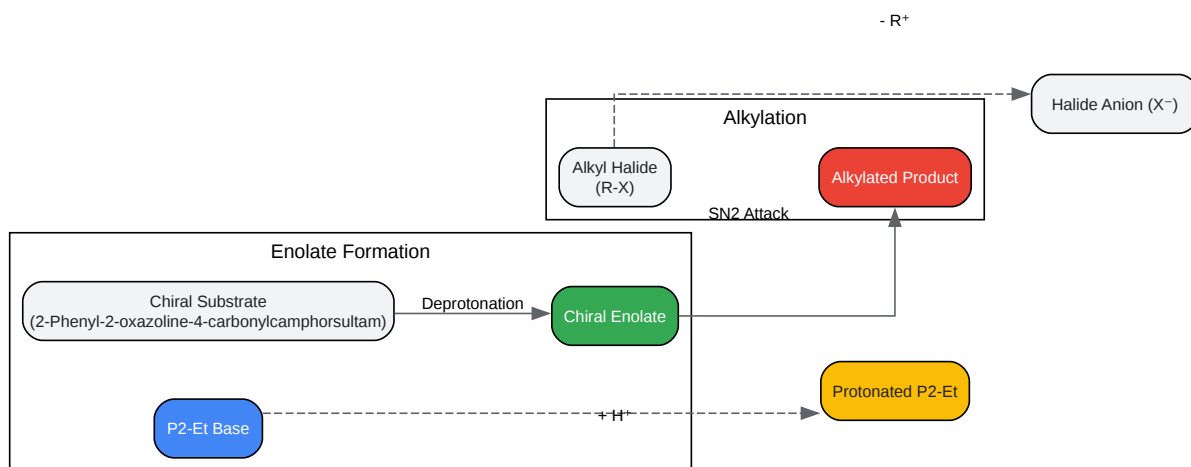 - R⁺
Halide Anion (X⁻)
Alkylation
Alkyl Halide
(R-X)
Alkylated Product
SN2 Attack
Enolate Formation
Chiral Substrate
(2-Phenyl-2-oxazoline-4-carbonylcamphorsultam)
Deprotonation
Chiral Enolate
Protonated P2-Et
P2-Et Base
+ H⁺